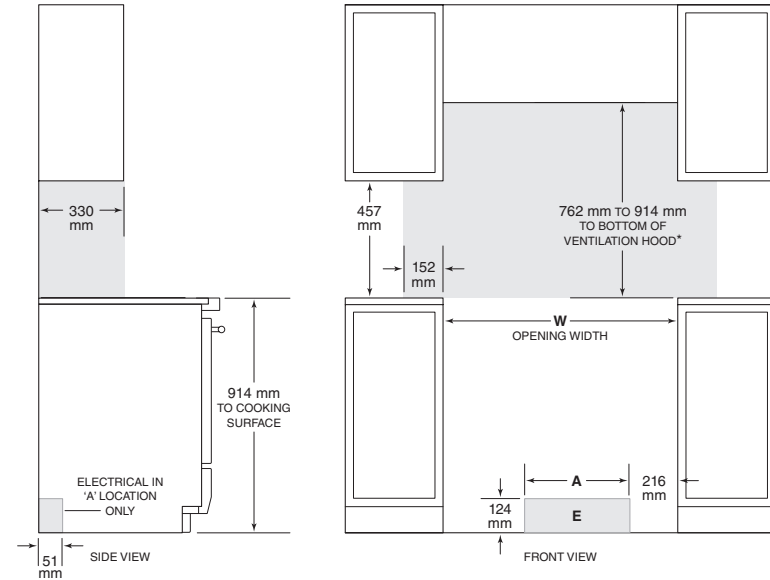 330
mm
457
mm
762 mm TO 914 mm
TO BOTTOM OF
VENTILATION HOOD*
152
mm
W
OPENING WIDTH
914 mm
TO COOKING
SURFACE
ELECTRICAL IN
'A' LOCATION
ONLY
A
216
mm
124
mm
E
51
mm
SIDE VIEW
FRONT VIEW